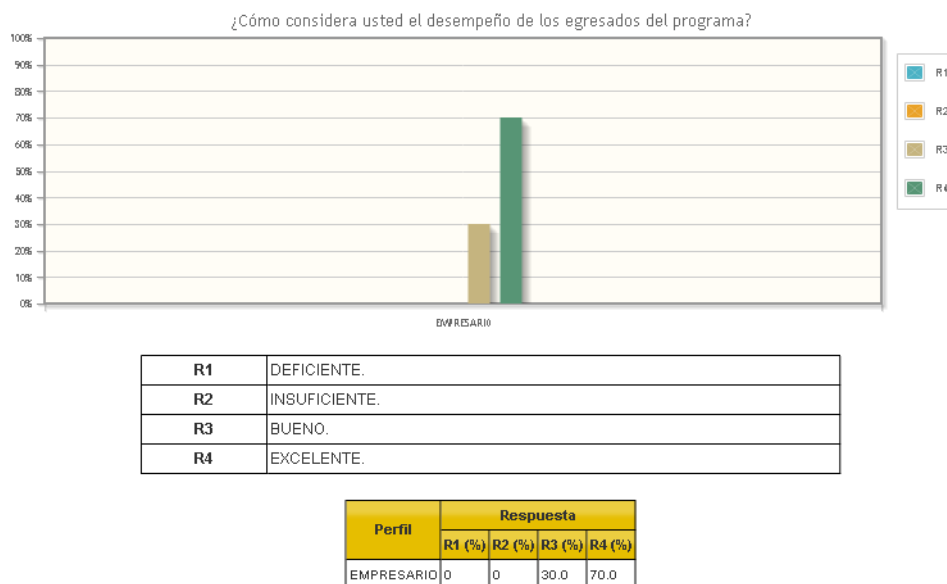 ¿Cómo considera usted el desempeño de los egresados del programa?
100%
90%
80%
70%
60%
50%
40%
30%
20%
10%
0%
EMPRESARIO
R1
R2
R3
R4
R1 DEFICIENTE.
R2 INSUFICIENTE.
R3 BUENO.
R4 EXCELENTE.
Perfil Respuesta
R1 (%) R2 (%) R3 (%) R4 (%)
EMPRESARIO 0 0 30.0 70.0